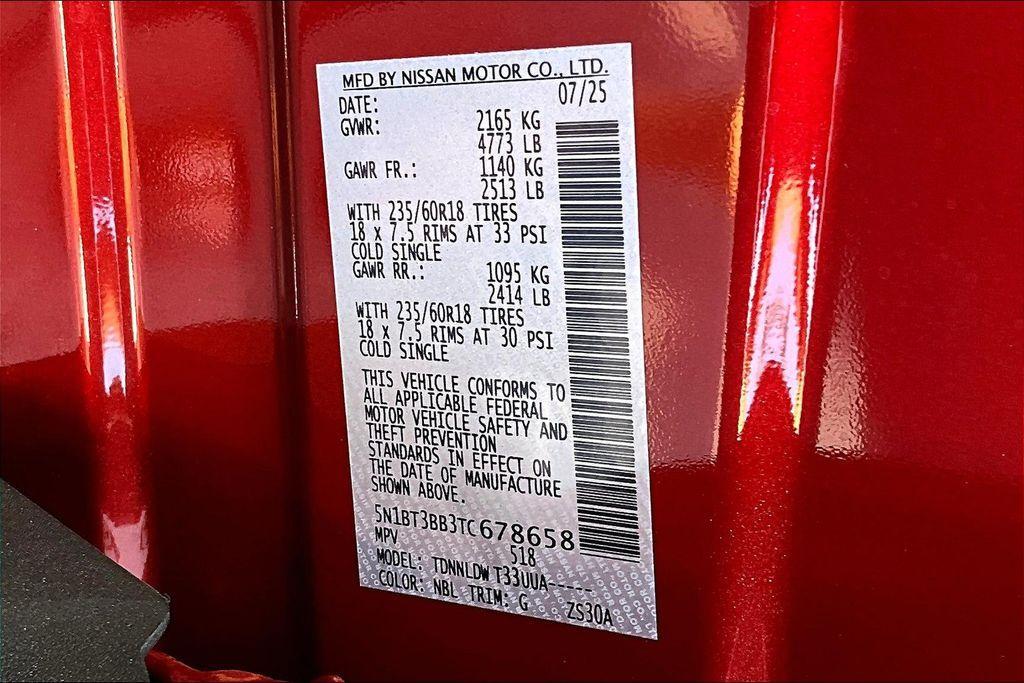 MFD BY NISSAN MOTOR CO., LTD.
DATE: 07/25
GVWR: 2165 KG
4773 LB
GAWR FR.: 1140 KG
2513 LB
WITH 235/60R18 TIRES
18 x 7.5 RIMS AT 33 PSI
COLD SINGLE
GAWR RR.: 1095 KG
2414 LB
WITH 235/60R18 TIRES
18 x 7.5 RIMS AT 30 PSI
COLD SINGLE
THIS VEHICLE CONFORMS TO
ALL APPLICABLE FEDERAL
MOTOR VEHICLE SAFETY AND
THEFT PREVENTION
STANDARDS IN EFFECT ON
THE DATE OF MANUFACTURE
SHOWN ABOVE.
5N1BT3BB3TC678658
MPV 518
MODEL: TDNNLDW T33UUA-----
COLOR: NBL TRIM: G ZS30A